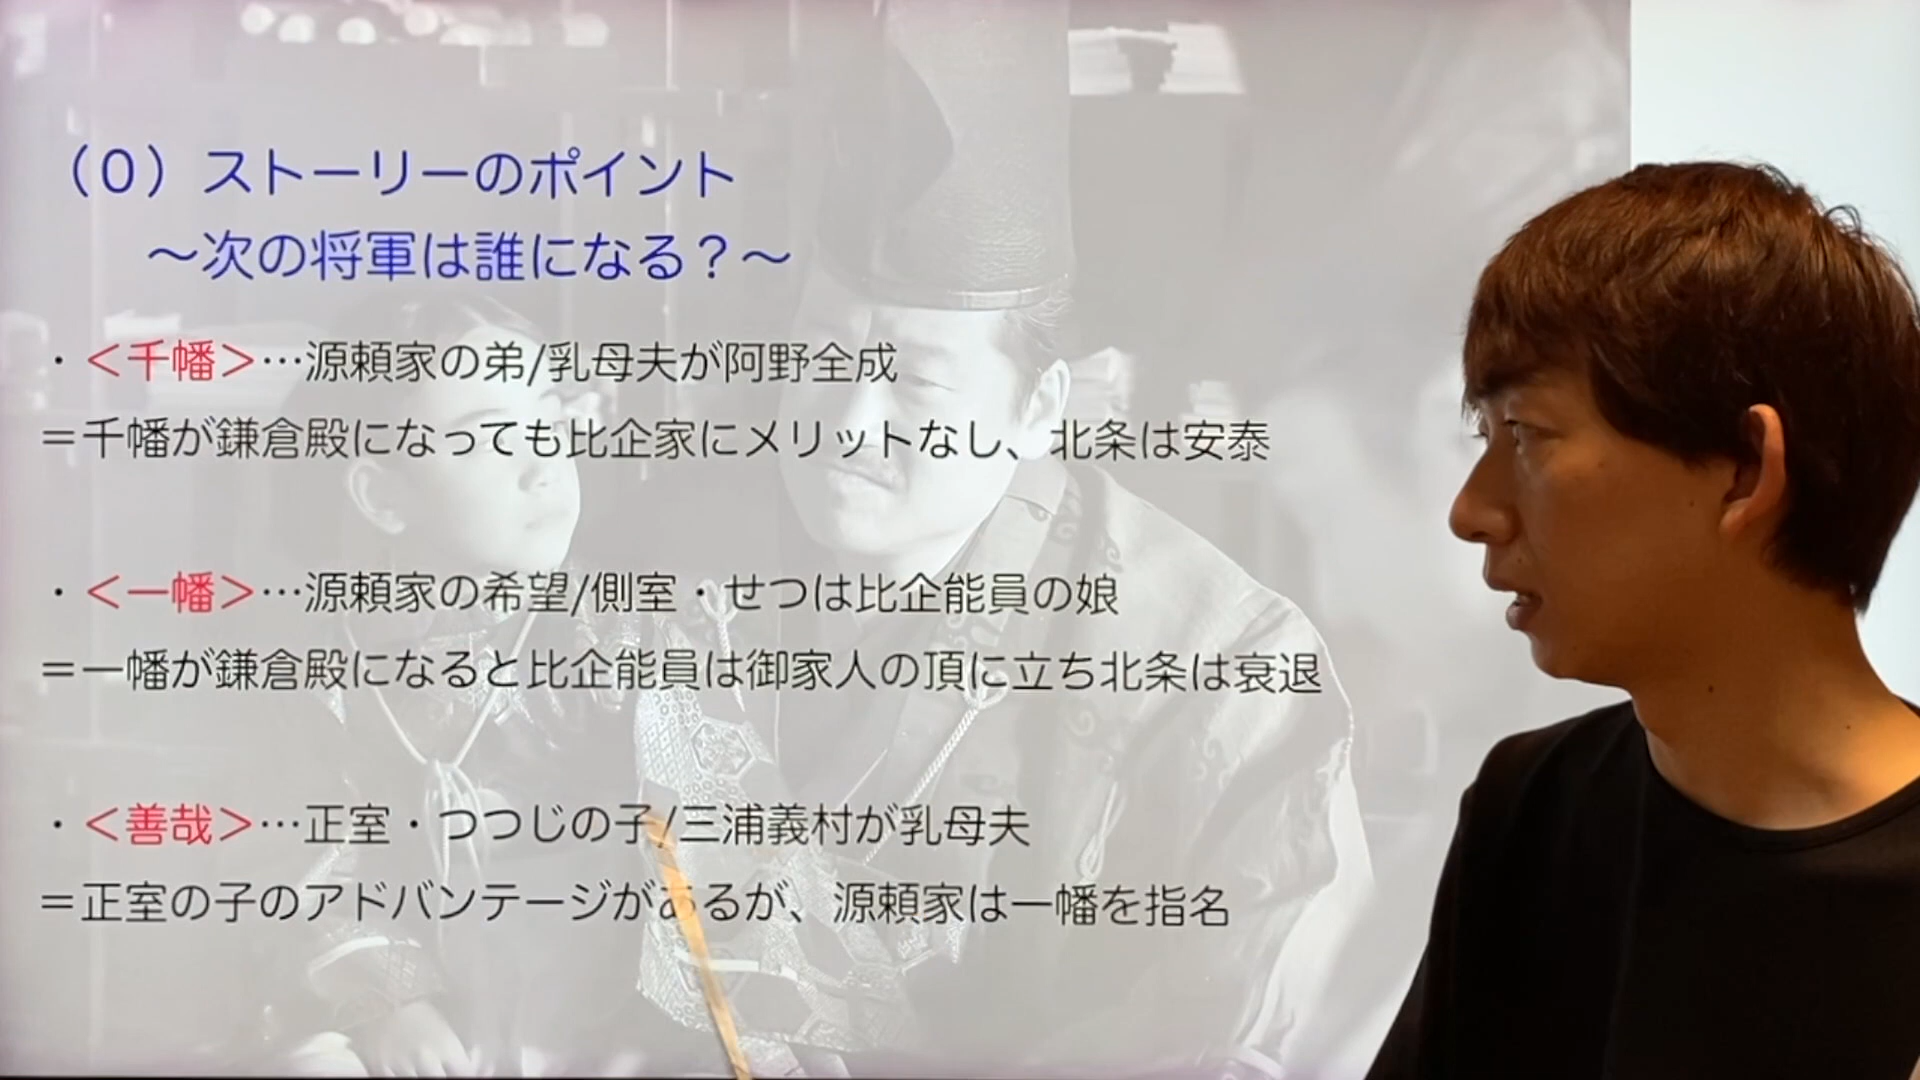 （０）ストーリーのポイント
～次の将軍は誰になる？～
・＜千幡＞…源頼家の弟/乳母夫が阿野全成
＝千幡が鎌倉殿になっても比企家にメリットなし、北条は安泰
・＜一幡＞…源頼家の希望/側室・せつは比企能員の娘
＝一幡が鎌倉殿になると比企能員は御家人の頂に立ち北条は衰退
・＜善哉＞…正室・つつじの子/三浦義村が乳母夫
＝正室の子のアドバンテージがあるが、源頼家は一幡を指名